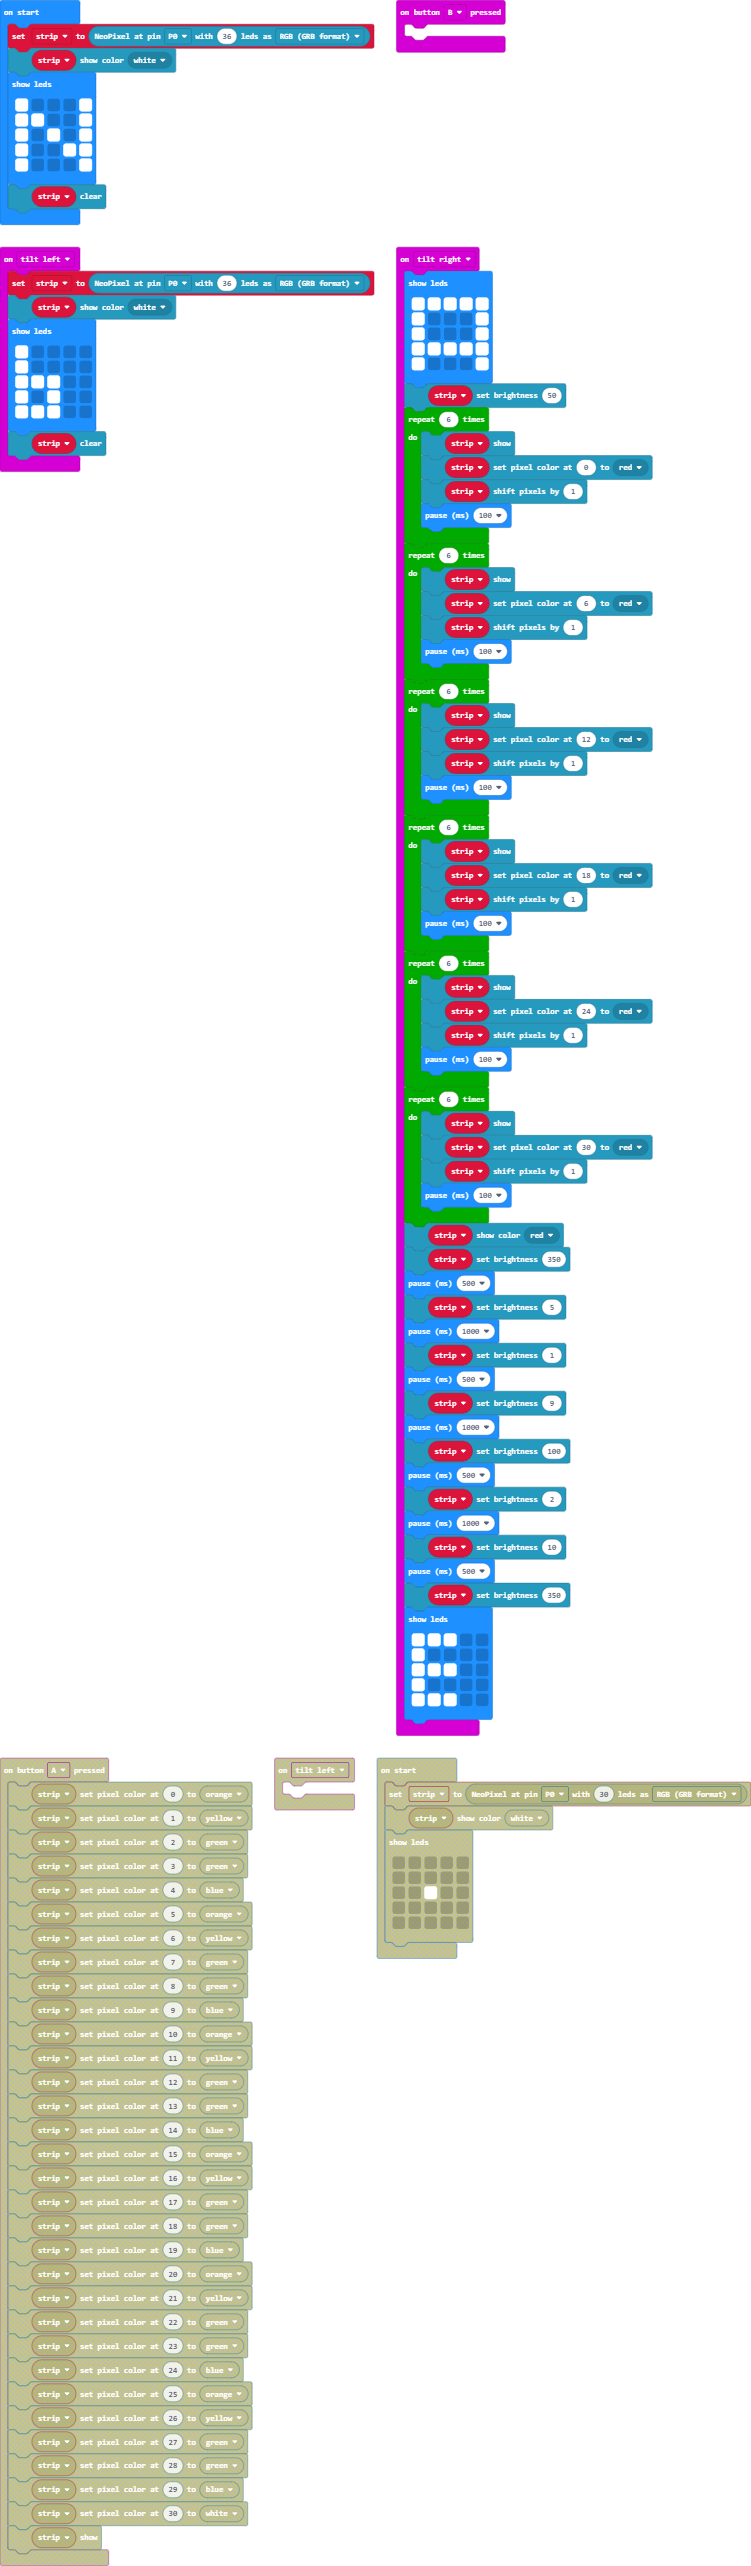 on start
set strip to NeoPixel at pin P0 with 36 leds as RGB (GRB format)
strip show color white
show leds
strip clear
on button B pressed
on tilt left
set strip to NeoPixel at pin P0 with 36 leds as RGB (GRB format)
strip show color white
show leds
strip clear
on tilt right
show leds
strip set brightness 50
repeat 6 times
do strip show
strip set pixel color at 0 to red
strip shift pixels by 1
pause (ms) 100
repeat 6 times
do strip show
strip set pixel color at 6 to red
strip shift pixels by 1
pause (ms) 100
repeat 6 times
do strip show
strip set pixel color at 12 to red
strip shift pixels by 1
pause (ms) 100
repeat 6 times
do strip show
strip set pixel color at 18 to red
strip shift pixels by 1
pause (ms) 100
repeat 6 times
do strip show
strip set pixel color at 24 to red
strip shift pixels by 1
pause (ms) 100
repeat 6 times
do strip show
strip set pixel color at 30 to red
strip shift pixels by 1
pause (ms) 100
strip show color red
strip set brightness 350
pause (ms) 500
strip set brightness 5
pause (ms) 1000
strip set brightness 1
pause (ms) 500
strip set brightness 9
pause (ms) 1000
strip set brightness 100
pause (ms) 500
strip set brightness 2
pause (ms) 1000
strip set brightness 10
pause (ms) 500
strip set brightness 350
show leds
on button A pressed
strip set pixel color at 0 to orange
strip set pixel color at 1 to yellow
strip set pixel color at 2 to green
strip set pixel color at 3 to green
strip set pixel color at 4 to blue
strip set pixel color at 5 to orange
strip set pixel color at 6 to yellow
strip set pixel color at 7 to green
strip set pixel color at 8 to green
strip set pixel color at 9 to blue
strip set pixel color at 10 to orange
strip set pixel color at 11 to yellow
strip set pixel color at 12 to green
strip set pixel color at 13 to green
strip set pixel color at 14 to blue
strip set pixel color at 15 to orange
strip set pixel color at 16 to yellow
strip set pixel color at 17 to green
strip set pixel color at 18 to green
strip set pixel color at 19 to blue
strip set pixel color at 20 to orange
strip set pixel color at 21 to yellow
strip set pixel color at 22 to green
strip set pixel color at 23 to green
strip set pixel color at 24 to blue
strip set pixel color at 25 to orange
strip set pixel color at 26 to yellow
strip set pixel color at 27 to green
strip set pixel color at 28 to green
strip set pixel color at 29 to blue
strip set pixel color at 30 to white
strip show
on tilt left
on start
set strip to NeoPixel at pin P0 with 30 leds as RGB (GRB format)
strip show color white
show leds